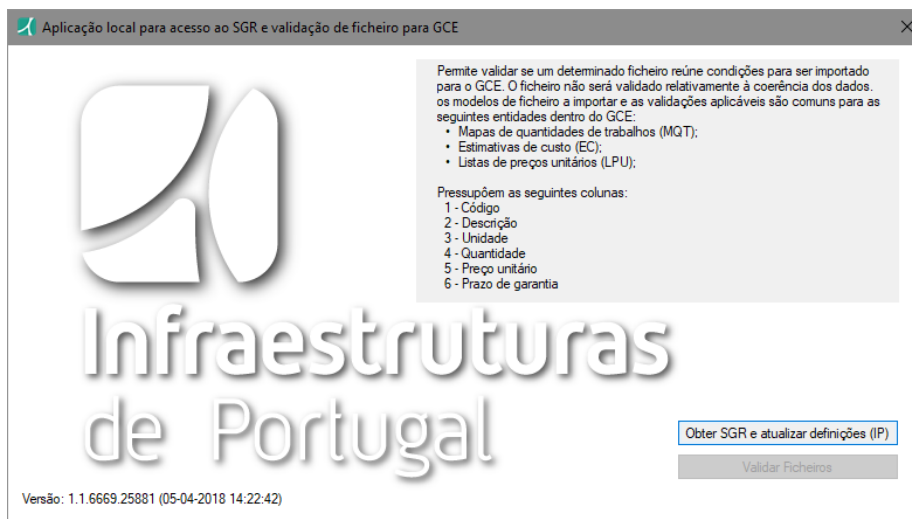 Aplicação local para acesso ao SGR e validação de ficheiro para GCE
Permite validar se um determinado ficheiro reúne condições para ser importado
para o GCE. O ficheiro não será validado relativamente à coerência dos dados.
os modelos de ficheiro a importar e as validações aplicáveis são comuns para as
seguintes entidades dentro do GCE:
• Mapas de quantidades de trabalhos (MQT);
• Estimativas de custo (EC);
• Listas de preços unitários (LPU);
Pressupõem as seguintes colunas:
1 - Código
2 - Descrição
3 - Unidade
4 - Quantidade
5 - Preço unitário
6 - Prazo de garantia
Infraestruturas
de Portugal
Obter SGR e atualizar definições (IP)
Validar Ficheiros
Versão: 1.1.6669.25881 (05-04-2018 14:22:42)